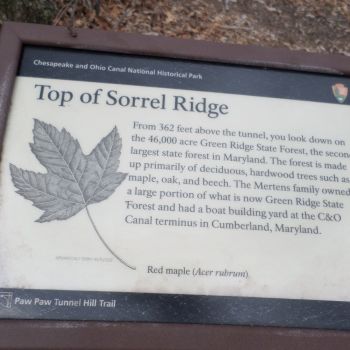 Chesapeake and Ohio Canal National Historical Park
Top of Sorrel Ridge
From 362 feet above the tunnel, you look down on
the 46,000 acre Green Ridge State Forest, the second
largest state forest in Maryland. The forest is made
up primarily of deciduous, hardwood trees such as
maple, oak, and beech. The Mertens family owned
a large portion of what is now Green Ridge State
Forest and had a boat building yard at the C&O
Canal terminus in Cumberland, Maryland.
Red maple (Acer rubrum).
Paw Paw Tunnel Hill Trail